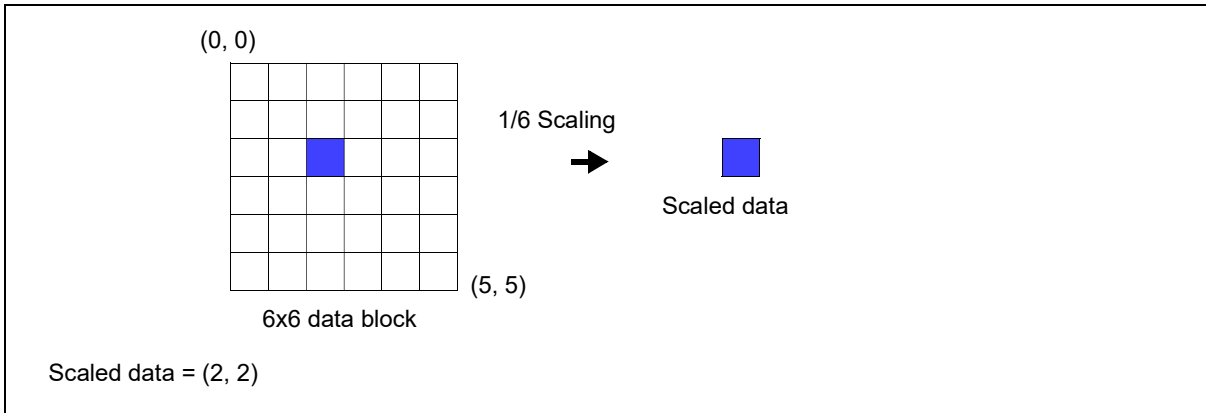 (0, 0)
1/6 Scaling
Scaled data
(5, 5)
6x6 data block
Scaled data = (2, 2)